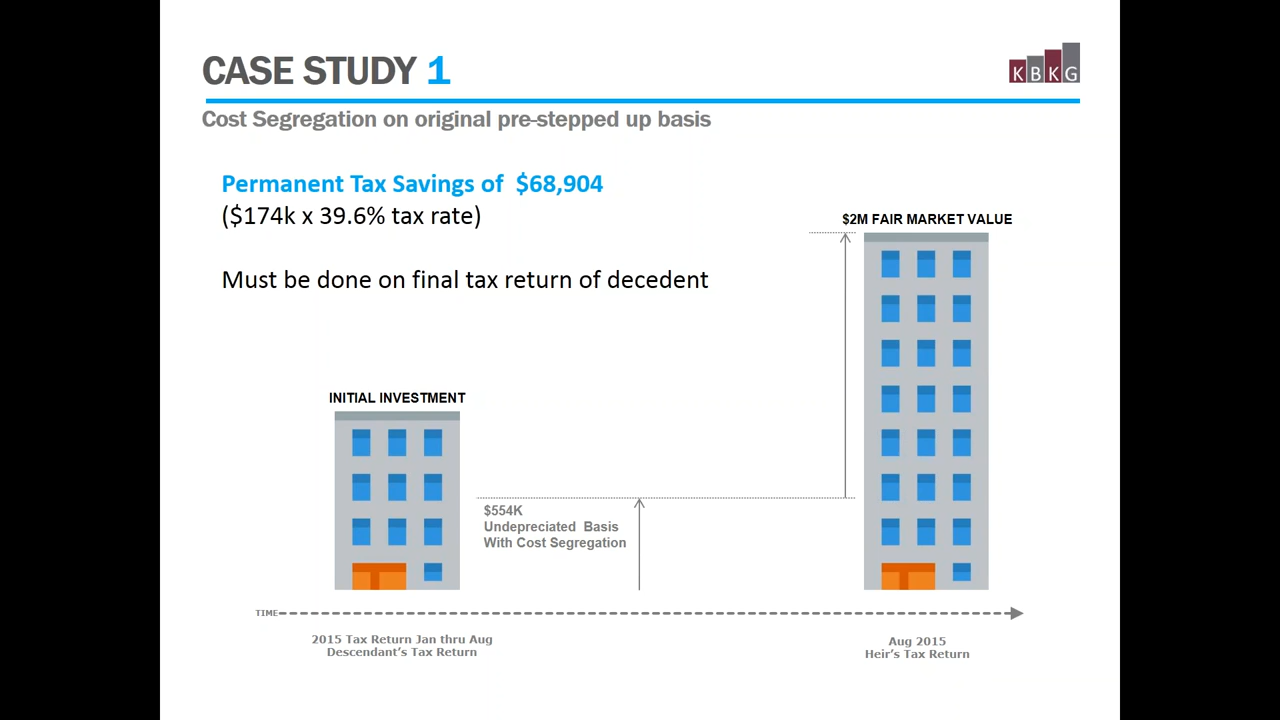 CASE STUDY 1
KBKG
Cost Segregation on original pre-stepped up basis
Permanent Tax Savings of $68,904
($174k x 39.6% tax rate)
Must be done on final tax return of decedent
$2M FAIR MARKET VALUE
INITIAL INVESTMENT
$554K
Undepreciated Basis
With Cost Segregation
TIME
2015 Tax Return Jan thru Aug
Descendant's Tax Return
Aug 2015
Heir's Tax Return